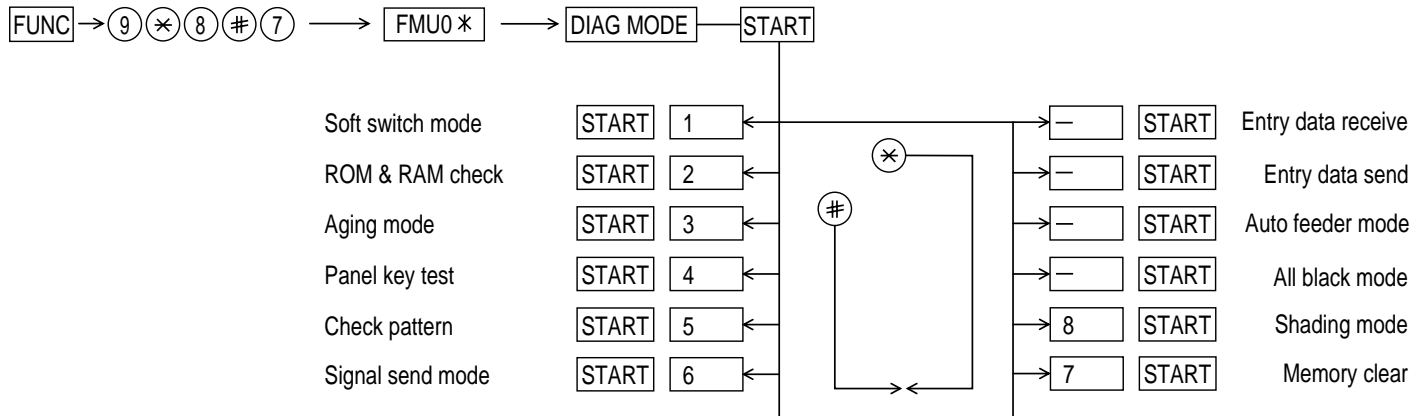 FUNC 9 * 8 # 7 FMU0 * DIAG MODE START
Soft switch mode START 1 — START Entry data receive
*
ROM & RAM check START 2 — START Entry data send
#
Aging mode START 3 — START Auto feeder mode
Panel key test START 4 — START All black mode
Check pattern START 5 8 START Shading mode
Signal send mode START 6 7 START Memory clear